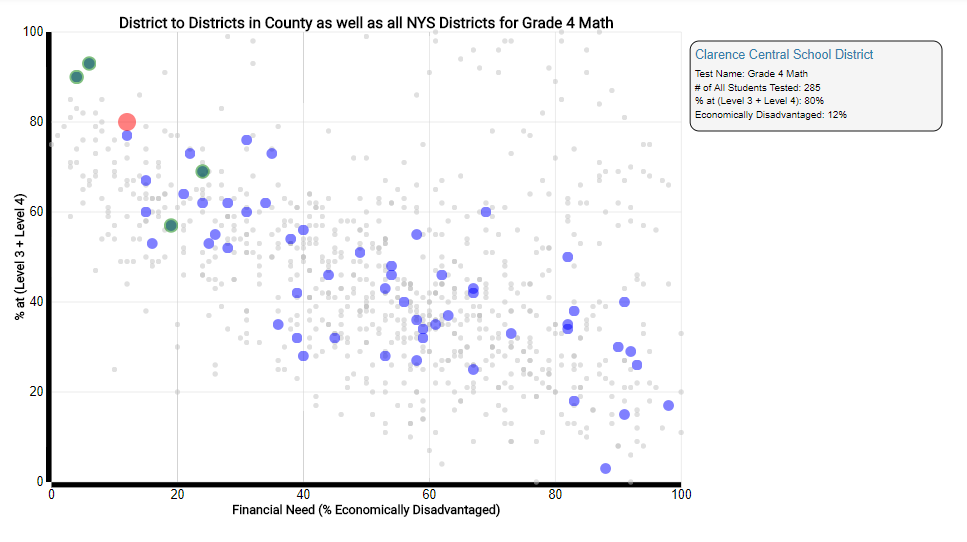 District to Districts in County as well as all NYS Districts for Grade 4 Math
100
80
60
40
20
0
% at (Level 3 + Level 4)
0 20 40 60 80 100
Financial Need (% Economically Disadvantaged)
Clarence Central School District
Test Name: Grade 4 Math
# of All Students Tested: 285
% at (Level 3 + Level 4): 80%
Economically Disadvantaged: 12%